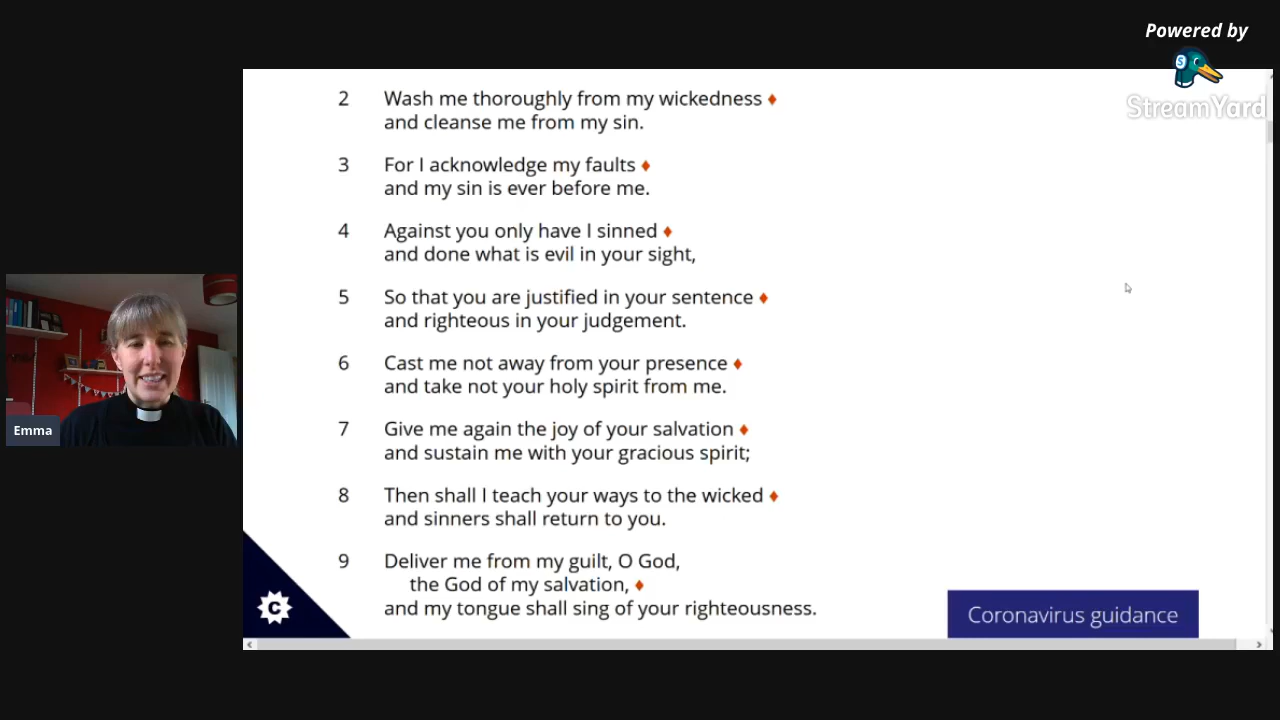 Powered by
StreamYard
2 Wash me thoroughly from my wickedness ♦
and cleanse me from my sin.
3 For I acknowledge my faults ♦
and my sin is ever before me.
4 Against you only have I sinned ♦
and done what is evil in your sight,
5 So that you are justified in your sentence ♦
and righteous in your judgement.
6 Cast me not away from your presence ♦
and take not your holy spirit from me.
7 Give me again the joy of your salvation ♦
and sustain me with your gracious spirit;
8 Then shall I teach your ways to the wicked ♦
and sinners shall return to you.
9 Deliver me from my guilt, O God,
the God of my salvation, ♦
and my tongue shall sing of your righteousness.
Emma
C
Coronavirus guidance